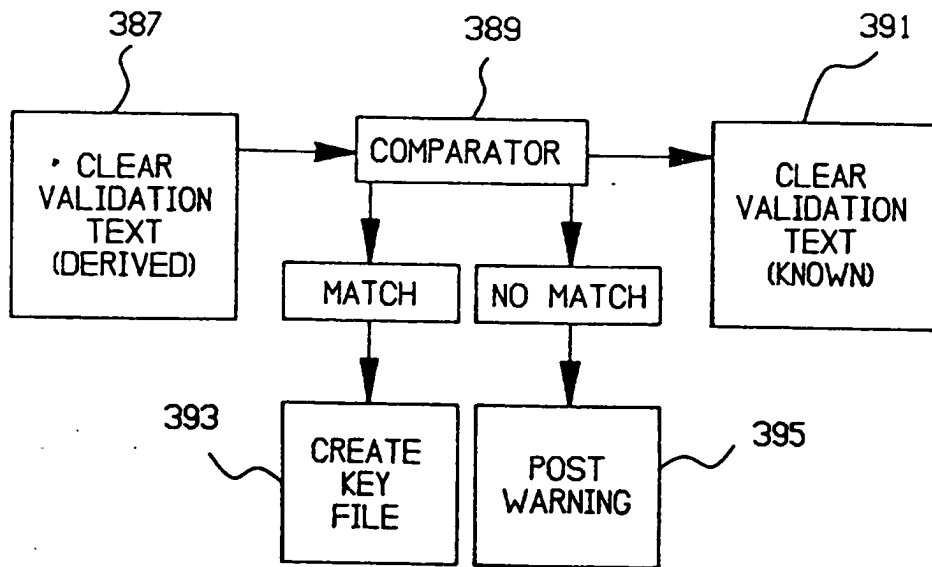 387
389
391
CLEAR
VALIDATION
TEXT
(DERIVED)
COMPARATOR
CLEAR
VALIDATION
TEXT
(KNOWN)
MATCH
NO MATCH
393
CREATE
KEY
FILE
POST
WARNING
395